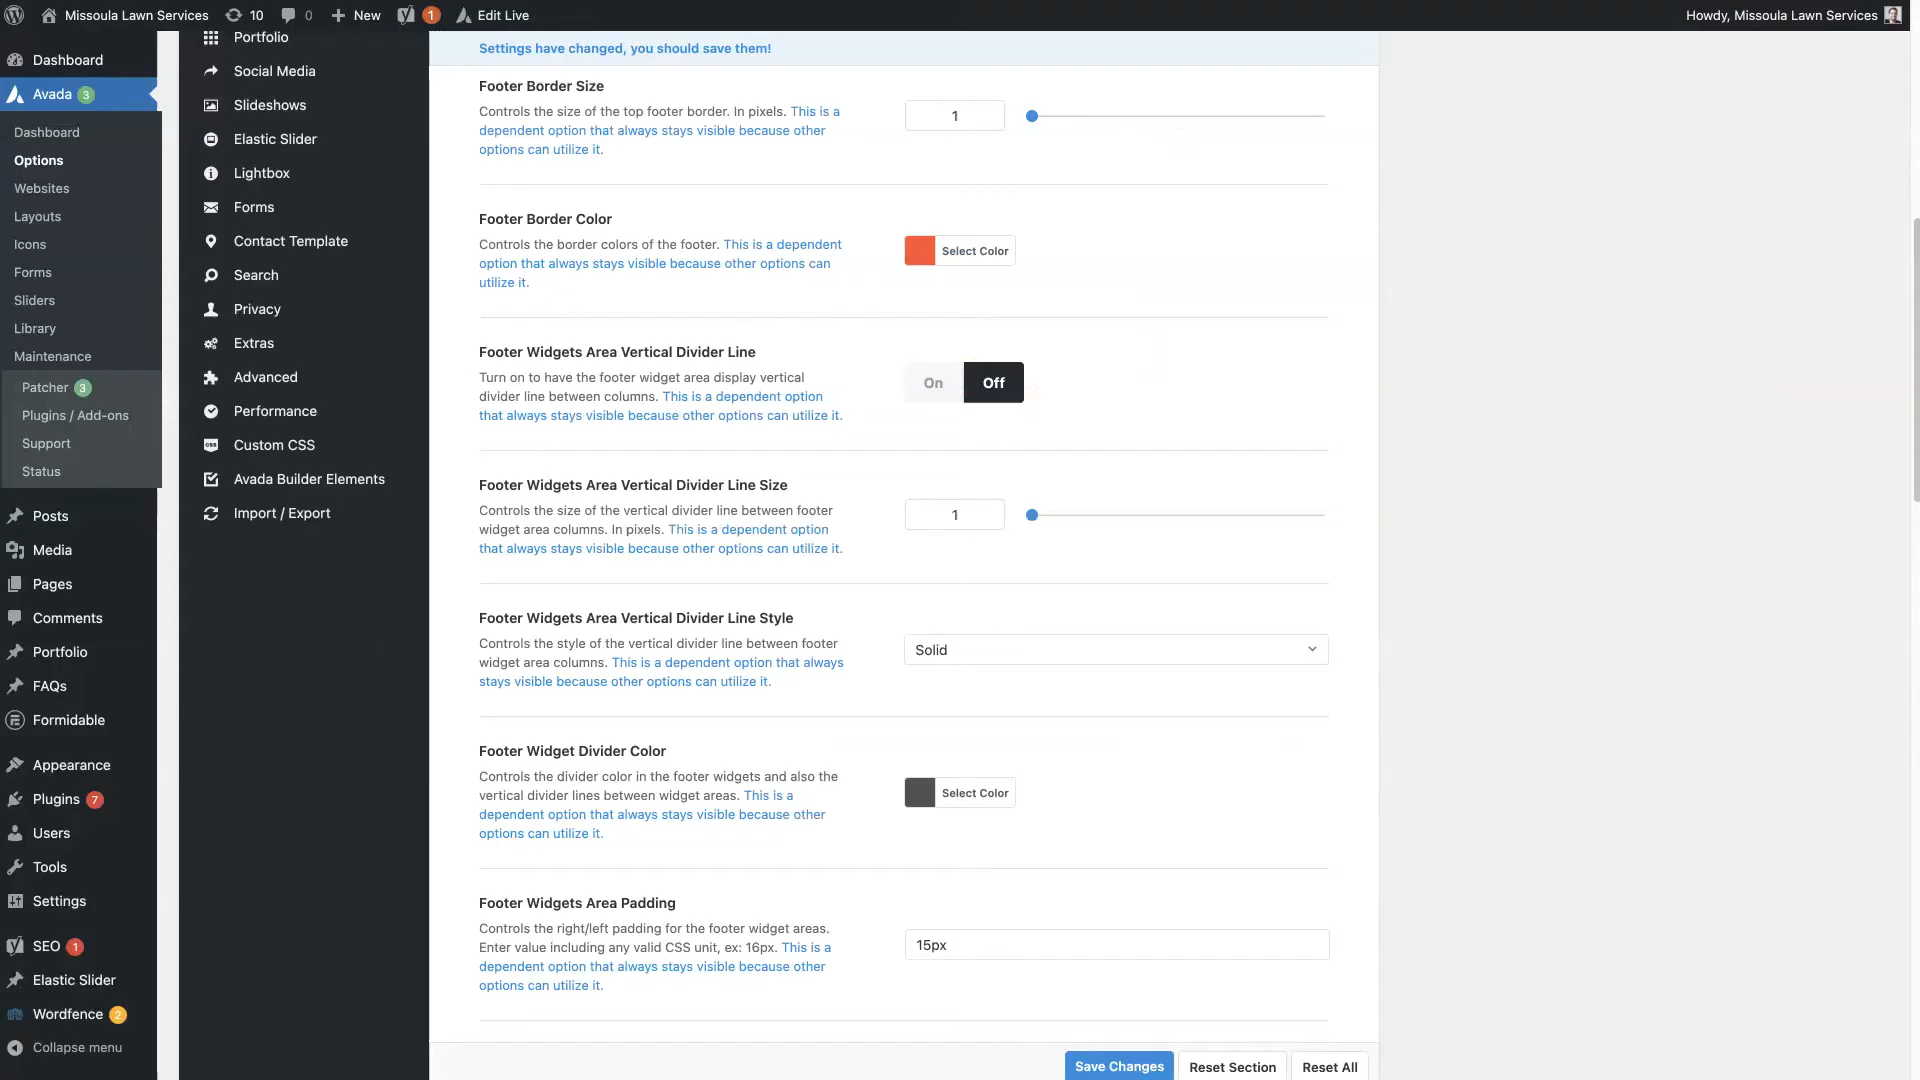 Missoula Lawn Services
10
0
New
1
Edit Live
Howdy, Missoula Lawn Services
Dashboard
Avada 3
Dashboard
Options
Websites
Layouts
Icons
Forms
Sliders
Library
Maintenance
Patcher 3
Plugins / Add-ons
Support
Status
Posts
Media
Pages
Comments
Portfolio
FAQs
Formidable
Appearance
Plugins 7
Users
Tools
Settings
SEO 1
Elastic Slider
Wordfence 2
Collapse menu
Portfolio
Social Media
Slideshows
Elastic Slider
Lightbox
Forms
Contact Template
Search
Privacy
Extras
Advanced
Performance
Custom CSS
Avada Builder Elements
Import / Export
Settings have changed, you should save them!
Footer Border Size
Controls the size of the top footer border. In pixels. This is a
dependent option that always stays visible because other
options can utilize it.
1
Footer Border Color
Controls the border colors of the footer. This is a dependent
option that always stays visible because other options can
utilize it.
Select Color
Footer Widgets Area Vertical Divider Line
Turn on to have the footer widget area display vertical
divider line between columns. This is a dependent option
that always stays visible because other options can utilize it.
On Off
Footer Widgets Area Vertical Divider Line Size
Controls the size of the vertical divider line between footer
widget area columns. In pixels. This is a dependent option
that always stays visible because other options can utilize it.
1
Footer Widgets Area Vertical Divider Line Style
Controls the style of the vertical divider line between footer
widget area columns. This is a dependent option that always
stays visible because other options can utilize it.
Solid
Footer Widget Divider Color
Controls the divider color in the footer widgets and also the
vertical divider lines between widget areas. This is a
dependent option that always stays visible because other
options can utilize it.
Select Color
Footer Widgets Area Padding
Controls the right/left padding for the footer widget areas.
Enter value including any valid CSS unit, ex: 16px. This is a
dependent option that always stays visible because other
options can utilize it.
15px
Save Changes
Reset Section
Reset All